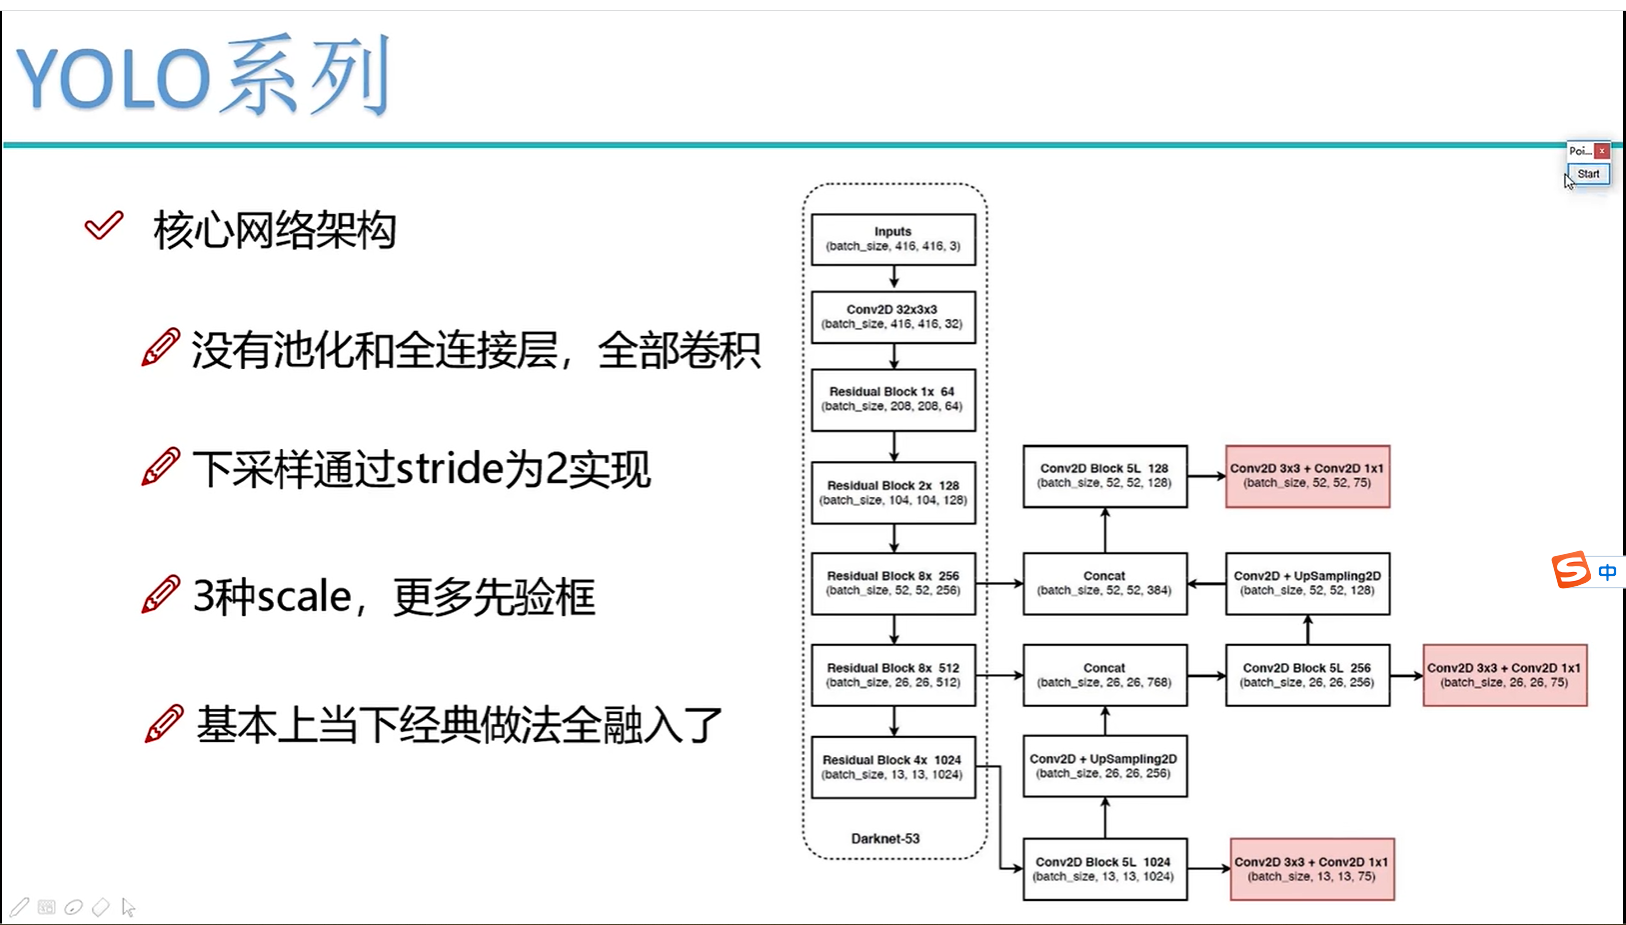 YOLO系列
Poi...
x
Start
核心网络架构
没有池化和全连接层，全部卷积
下采样通过stride为2实现
3种scale，更多先验框
基本上当下经典做法全融入了
Inputs
(batch_size, 416, 416, 3)
Conv2D 32x3x3
(batch_size, 416, 416, 32)
Residual Block 1x 64
(batch_size, 208, 208, 64)
Residual Block 2x 128
(batch_size, 104, 104, 128)
Residual Block 8x 256
(batch_size, 52, 52, 256)
Residual Block 8x 512
(batch_size, 26, 26, 512)
Residual Block 4x 1024
(batch_size, 13, 13, 1024)
Darknet-53
Conv2D Block 5L 128
(batch_size, 52, 52, 128)
Conv2D 3x3 + Conv2D 1x1
(batch_size, 52, 52, 75)
Concat
(batch_size, 52, 52, 384)
Conv2D + UpSampling2D
(batch_size, 52, 52, 128)
Concat
(batch_size, 26, 26, 768)
Conv2D Block 5L 256
(batch_size, 26, 26, 256)
Conv2D 3x3 + Conv2D 1x1
(batch_size, 26, 26, 75)
Conv2D + UpSampling2D
(batch_size, 26, 26, 256)
Conv2D Block 5L 1024
(batch_size, 13, 13, 1024)
Conv2D 3x3 + Conv2D 1x1
(batch_size, 13, 13, 75)
S
中